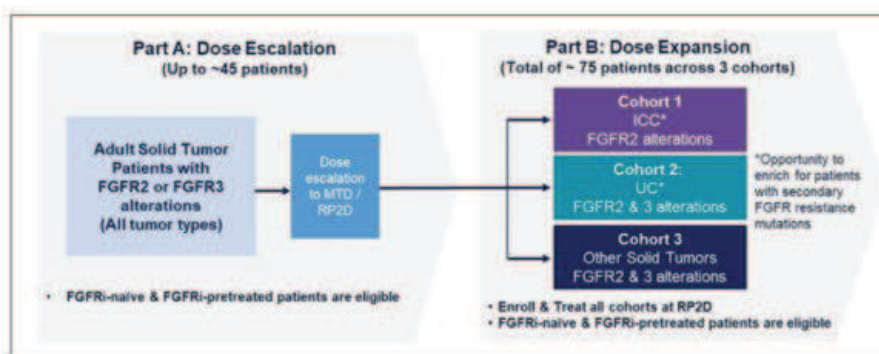 Part A: Dose Escalation
(Up to ~45 patients)
Adult Solid Tumor
Patients with
FGFR2 or FGFR3
alterations
(All tumor types)
Dose
escalation
to MTD /
RP2D
• FGFRi-naïve & FGFRi-pretreated patients are eligible
Part B: Dose Expansion
(Total of ~ 75 patients across 3 cohorts)
Cohort 1
ICC*
FGFR2 alterations
Cohort 2:
UC*
FGFR2 & 3 alterations
Cohort 3
Other Solid Tumors
FGFR2 & 3 alterations
*Opportunity to
enrich for patients
with secondary
FGFR resistance
mutations
• Enroll & Treat all cohorts at RP2D
• FGFRi-naïve & FGFRi-pretreated patients are eligible